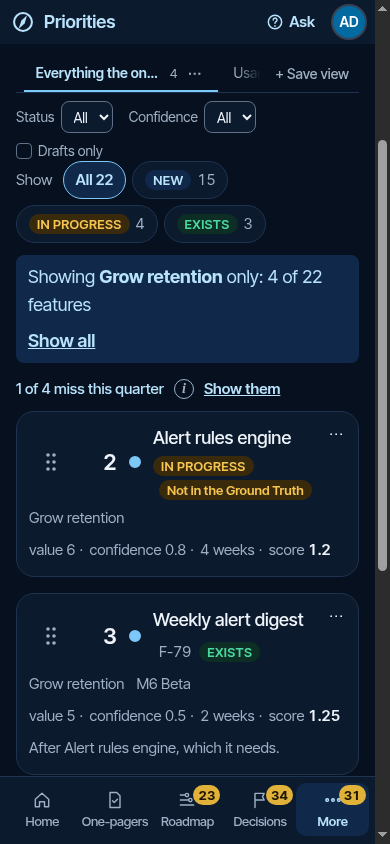 Priorities
Ask
AD
Everything the on... 4 ...
Usa
+ Save view
Status All
Confidence All
Drafts only
Show All 22 NEW 15
IN PROGRESS 4 EXISTS 3
Showing Grow retention only: 4 of 22
features
Show all
1 of 4 miss this quarter i Show them
Alert rules engine ...
2
IN PROGRESS
Not in the Ground Truth
Grow retention
value 6 · confidence 0.8 · 4 weeks · score 1.2
Weekly alert digest ...
3
F-79 EXISTS
Grow retention M6 Beta
value 5 · confidence 0.5 · 2 weeks · score 1.25
After Alert rules engine, which it needs.
23 34 31
Home One-pagers Roadmap Decisions More